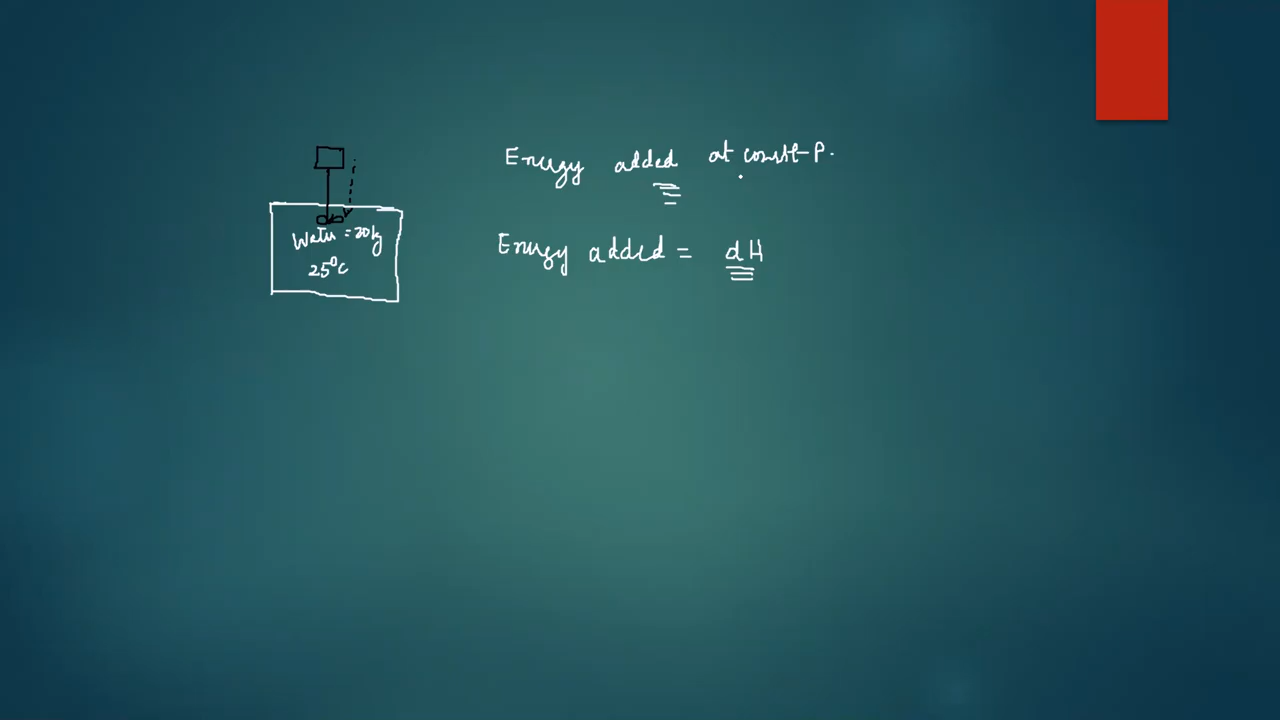 Energy added at const P.
Water = 20kg
25°C
Energy added = dH